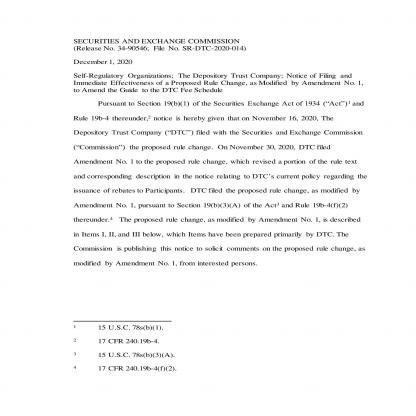 SECURITIES AND EXCHANGE COMMISSION
(Release No. 34-90546; File No. SR-DTC-2020-014)
December 1, 2020
Self-Regulatory Organizations; The Depository Trust Company; Notice of Filing and
Immediate Effectiveness of a Proposed Rule Change, as Modified by Amendment No. 1,
to Amend the Guide to the DTC Fee Schedule
Pursuant to Section 19(b)(1) of the Securities Exchange Act of 1934 (“Act”)1 and
Rule 19b-4 thereunder,2 notice is hereby given that on November 16, 2020, The
Depository Trust Company (“DTC”) filed with the Securities and Exchange Commission
(“Commission”) the proposed rule change. On November 30, 2020, DTC filed
Amendment No. 1 to the proposed rule change, which revised a portion of the rule text
and corresponding description in the notice relating to DTC’s current policy regarding the
issuance of rebates to Participants. DTC filed the proposed rule change, as modified by
Amendment No. 1, pursuant to Section 19(b)(3)(A) of the Act3 and Rule 19b-4(f)(2)
thereunder.4 The proposed rule change, as modified by Amendment No. 1, is described
in Items I, II, and III below, which Items have been prepared primarily by DTC. The
Commission is publishing this notice to solicit comments on the proposed rule change, as
modified by Amendment No. 1, from interested persons.
1 15 U.S.C. 78s(b)(1).
2 17 CFR 240.19b-4.
3 15 U.S.C. 78s(b)(3)(A).
4 17 CFR 240.19b-4(f)(2).